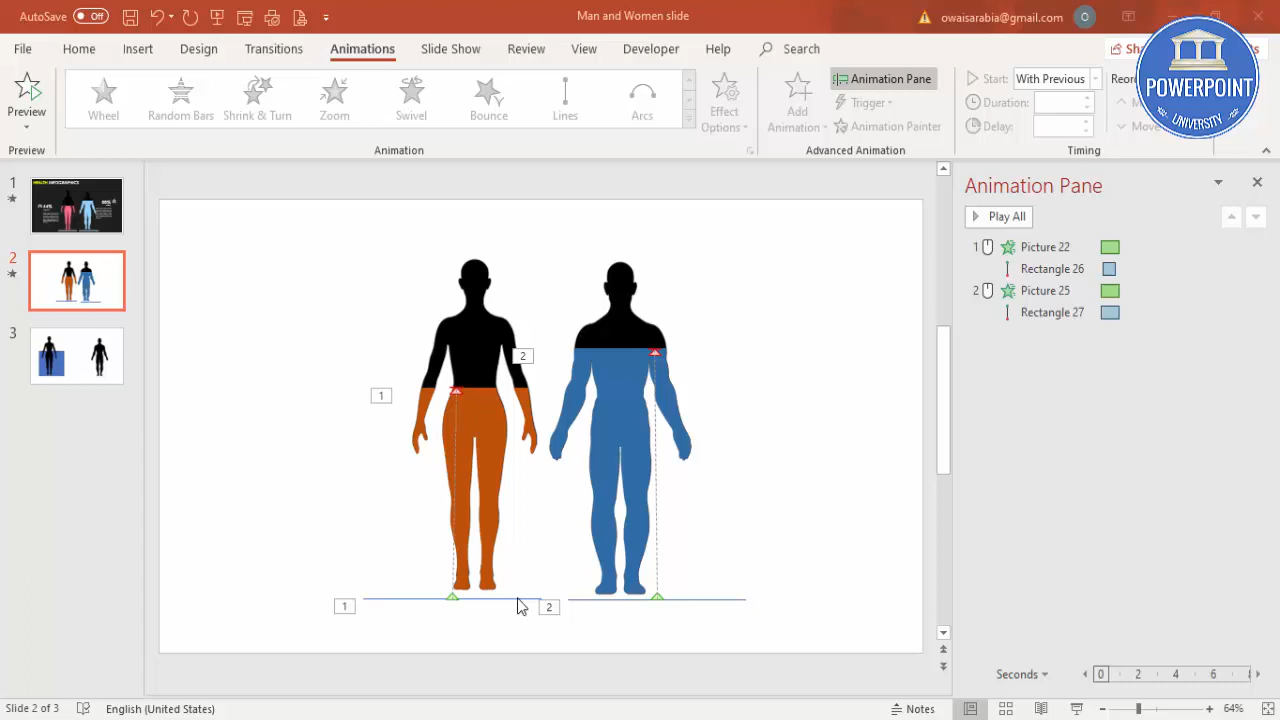 AutoSave Off
Man and Women slide
owaisarabia@gmail.com O
File Home Insert Design Transitions Animations Slide Show Review View Developer Help Search
POWERPOINT
UNIVERSITY
Preview
Preview
Wheel Random Bars Shrink & Turn Zoom Swivel Bounce Lines Arcs
Animation
Effect
Options
Add
Animation
Animation Pane
Trigger
Animation Painter
Advanced Animation
Start: With Previous
Duration:
Delay:
Timing
1
2
3
HEALTH INFOGRAPHICS
1
2
1
2
Animation Pane
Play All
1 Picture 22
Rectangle 26
2 Picture 25
Rectangle 27
Seconds 0 2 4 6
Slide 2 of 3 English (United States)
Notes
64%